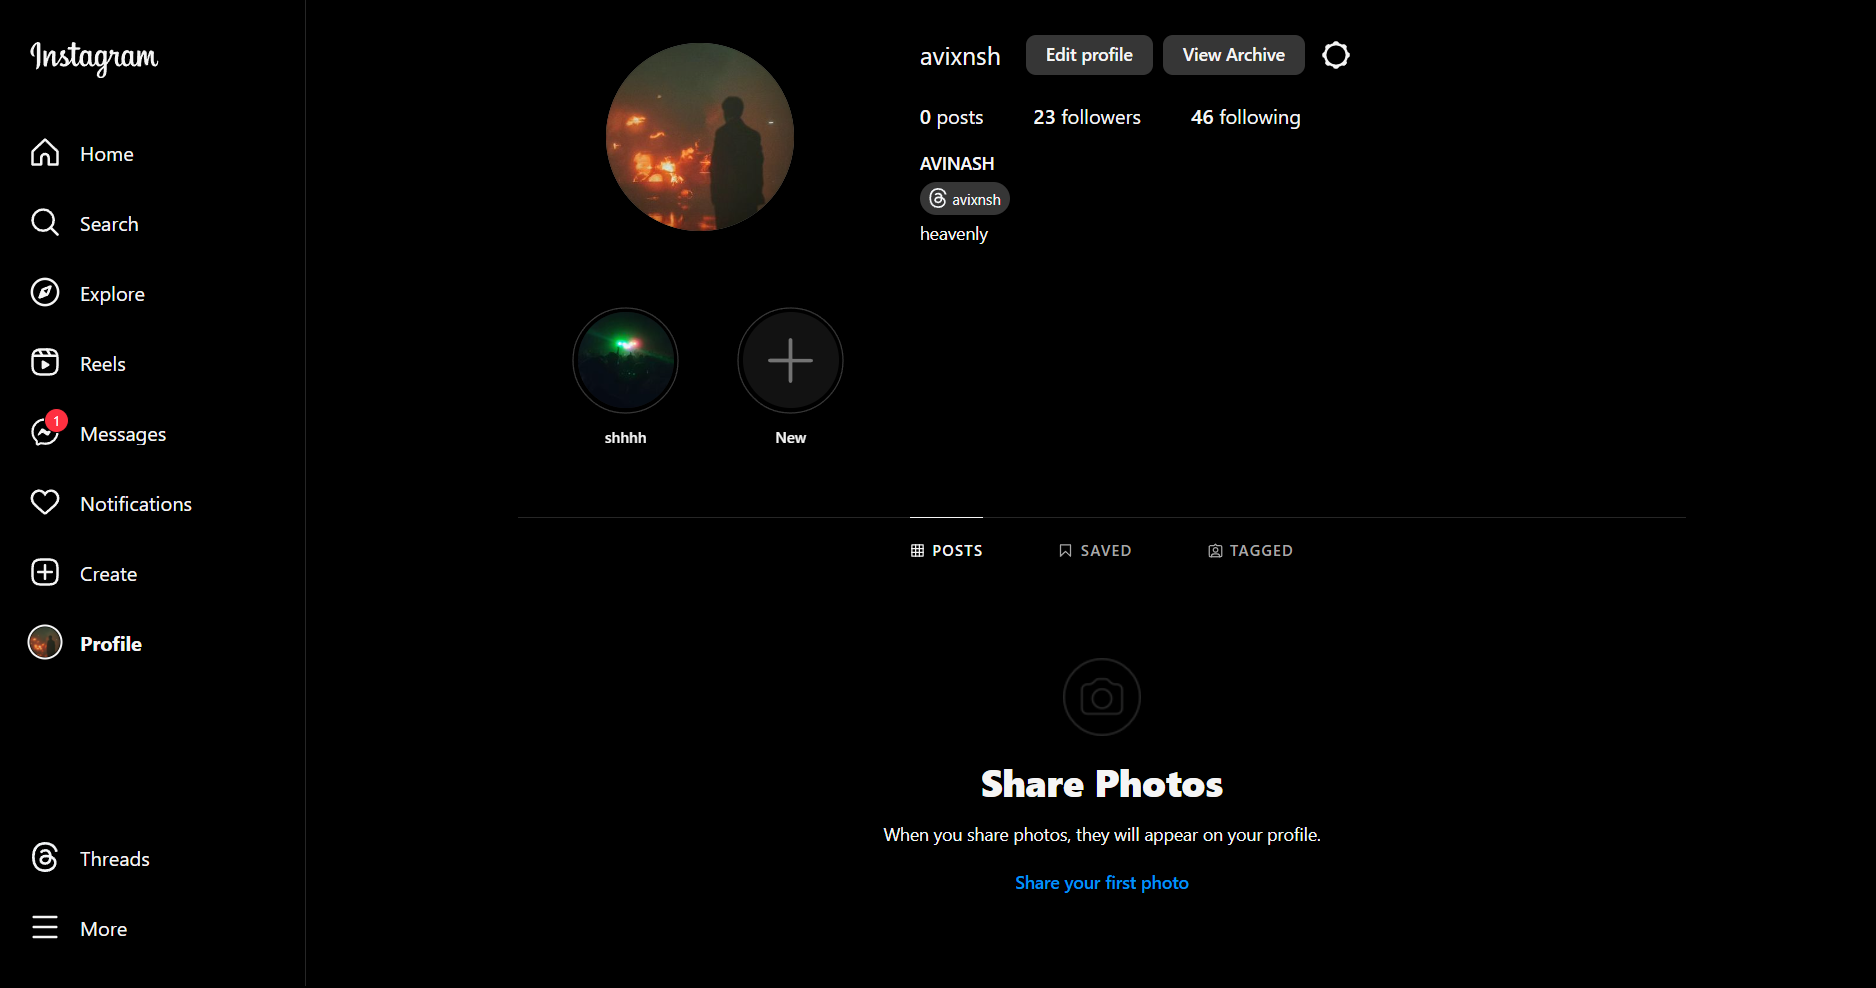 Instagram
Home
Search
Explore
Reels
1
Messages
Notifications
Create
Profile
Threads
More
avixnsh
Edit profile
View Archive
0 posts
23 followers
46 following
AVINASH
avixnsh
heavenly
shhhh
New
POSTS
SAVED
TAGGED
Share Photos
When you share photos, they will appear on your profile.
Share your first photo